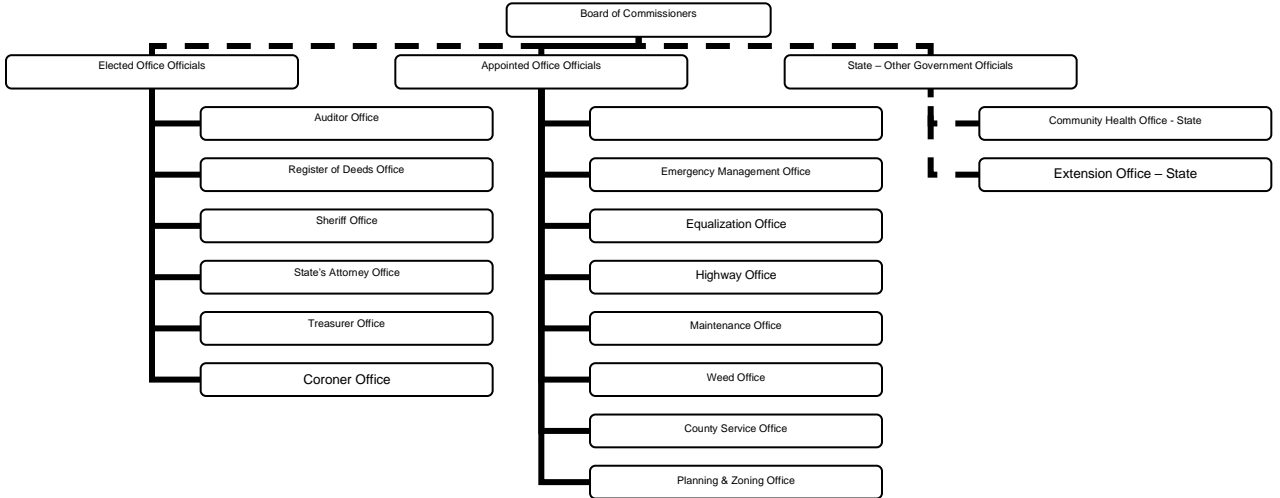 Board of Commissioners
Elected Office Officials
Appointed Office Officials
State – Other Government Officials
Auditor Office
Register of Deeds Office
Sheriff Office
State’s Attorney Office
Treasurer Office
Coroner Office
Emergency Management Office
Equalization Office
Highway Office
Maintenance Office
Weed Office
County Service Office
Planning & Zoning Office
Community Health Office - State
Extension Office – State